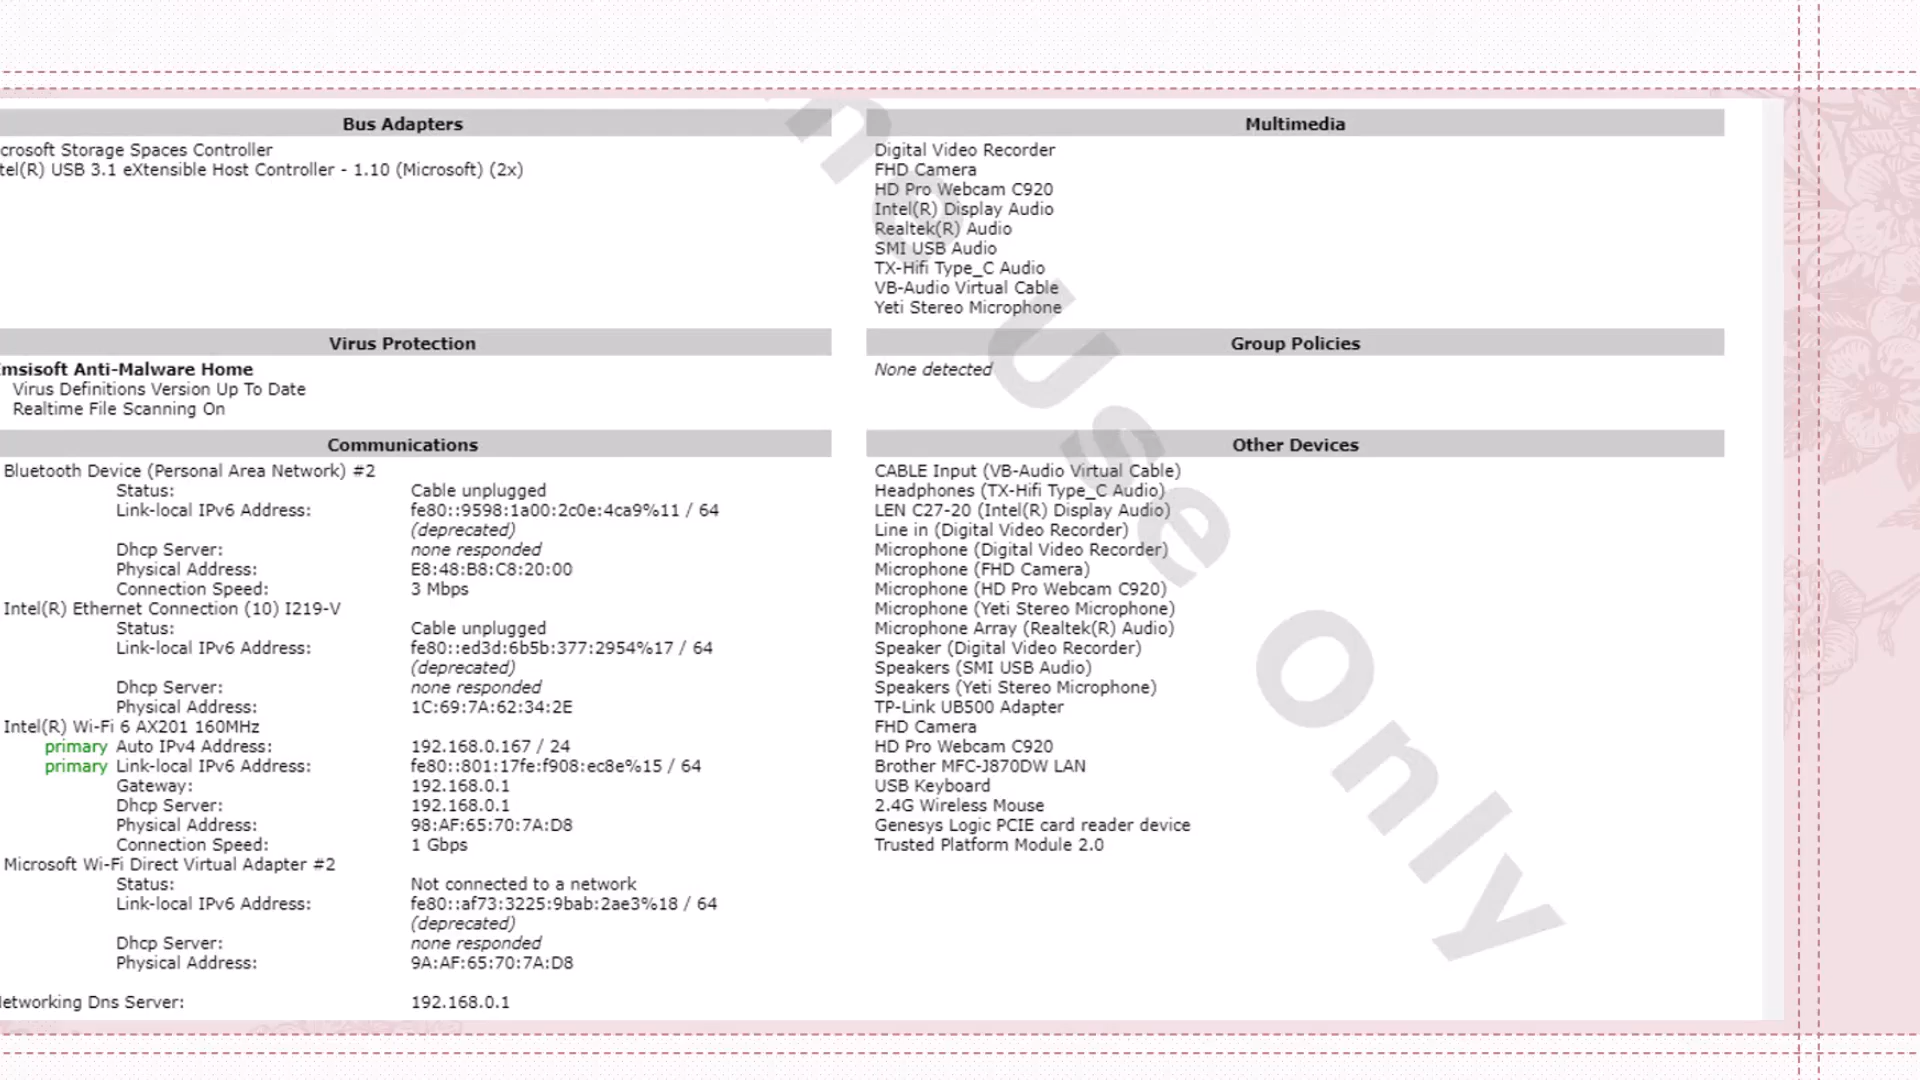 Bus Adapters
crosoft Storage Spaces Controller
tel(R) USB 3.1 eXtensible Host Controller - 1.10 (Microsoft) (2x)
Multimedia
Digital Video Recorder
FHD Camera
HD Pro Webcam C920
Intel(R) Display Audio
Realtek(R) Audio
SMI USB Audio
TX-Hifi Type_C Audio
VB-Audio Virtual Cable
Yeti Stereo Microphone
Virus Protection
msisoft Anti-Malware Home
Virus Definitions Version Up To Date
Realtime File Scanning On
Group Policies
None detected
Communications
Bluetooth Device (Personal Area Network) #2
Status: Cable unplugged
Link-local IPv6 Address: fe80::9598:1a00:2c0e:4ca9%11 / 64
(deprecated)
Dhcp Server: none responded
Physical Address: E8:48:B8:C8:20:00
Connection Speed: 3 Mbps
Intel(R) Ethernet Connection (10) I219-V
Status: Cable unplugged
Link-local IPv6 Address: fe80::ed3d:6b5b:377:2954%17 / 64
(deprecated)
Dhcp Server: none responded
Physical Address: 1C:69:7A:62:34:2E
Intel(R) Wi-Fi 6 AX201 160MHz
primary Auto IPv4 Address: 192.168.0.167 / 24
primary Link-local IPv6 Address: fe80::801:17fe:f908:ec8e%15 / 64
Gateway: 192.168.0.1
Dhcp Server: 192.168.0.1
Physical Address: 98:AF:65:70:7A:D8
Connection Speed: 1 Gbps
Microsoft Wi-Fi Direct Virtual Adapter #2
Status: Not connected to a network
Link-local IPv6 Address: fe80::af73:3225:9bab:2ae3%18 / 64
(deprecated)
Dhcp Server: none responded
Physical Address: 9A:AF:65:70:7A:D8
etworking Dns Server: 192.168.0.1
Other Devices
CABLE Input (VB-Audio Virtual Cable)
Headphones (TX-Hifi Type_C Audio)
LEN C27-20 (Intel(R) Display Audio)
Line in (Digital Video Recorder)
Microphone (Digital Video Recorder)
Microphone (FHD Camera)
Microphone (HD Pro Webcam C920)
Microphone (Yeti Stereo Microphone)
Microphone Array (Realtek(R) Audio)
Speaker (Digital Video Recorder)
Speakers (SMI USB Audio)
Speakers (Yeti Stereo Microphone)
TP-Link UB500 Adapter
FHD Camera
HD Pro Webcam C920
Brother MFC-J870DW LAN
USB Keyboard
2.4G Wireless Mouse
Genesys Logic PCIE card reader device
Trusted Platform Module 2.0
Use Only